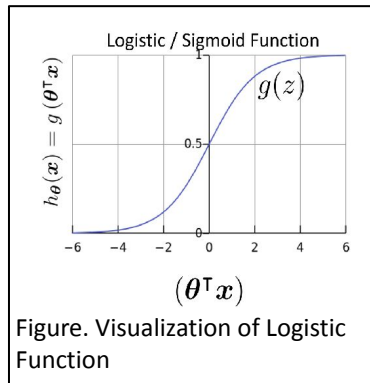 Logistic / Sigmoid Function
h_θ(x) = g (θ⊤x)
1
g(z)
0.5
0
−6 −4 −2 0 2 4 6
(θ⊤x)
Figure. Visualization of Logistic
Function